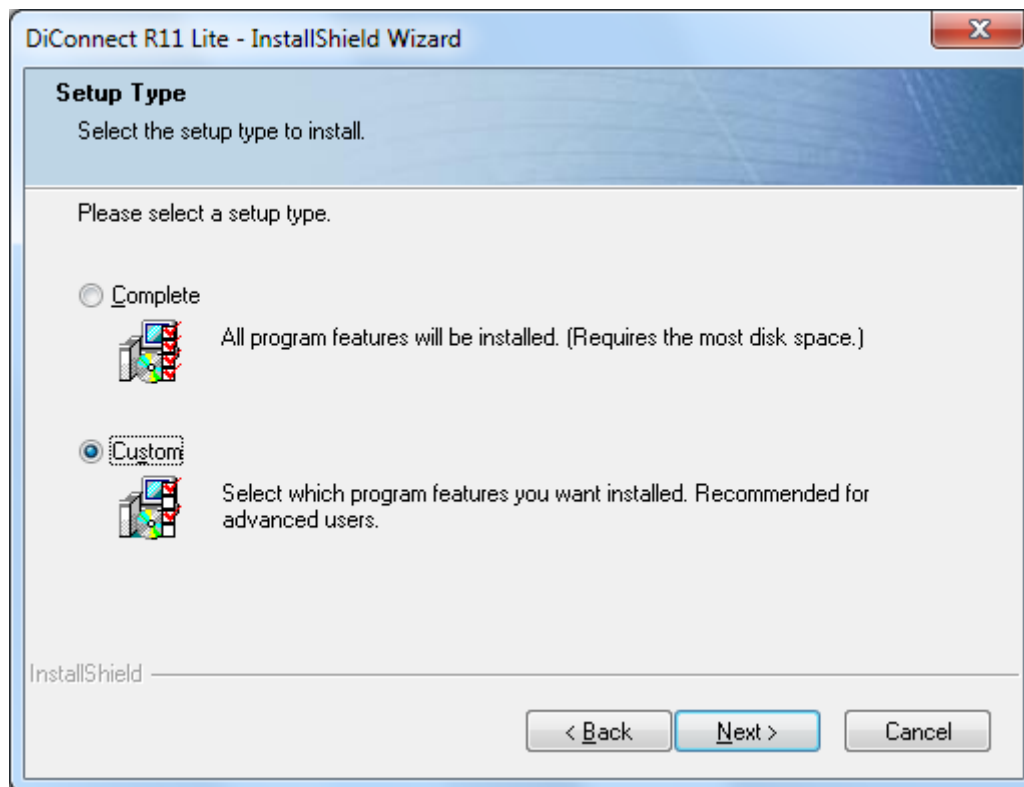 DiConnect R11 Lite - InstallShield Wizard
Setup Type
Select the setup type to install.
Please select a setup type.
Complete
All program features will be installed. (Requires the most disk space.)
Custom
Select which program features you want installed. Recommended for
advanced users.
InstallShield
< Back
Next >
Cancel